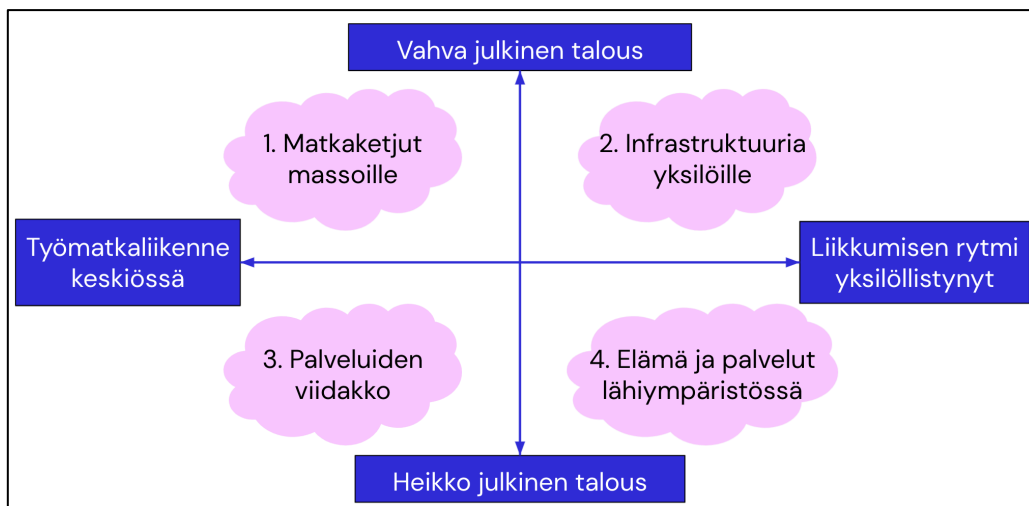 Vahva julkinen talous
1. Matkaketjut
massoille
2. Infrastruktuuria
yksilöille
Työmatkaliikenne
keskiössä
Liikkumisen rytmi
yksilöllistynyt
3. Palveluiden
viidakko
4. Elämä ja palvelut
lähiympäristössä
Heikko julkinen talous